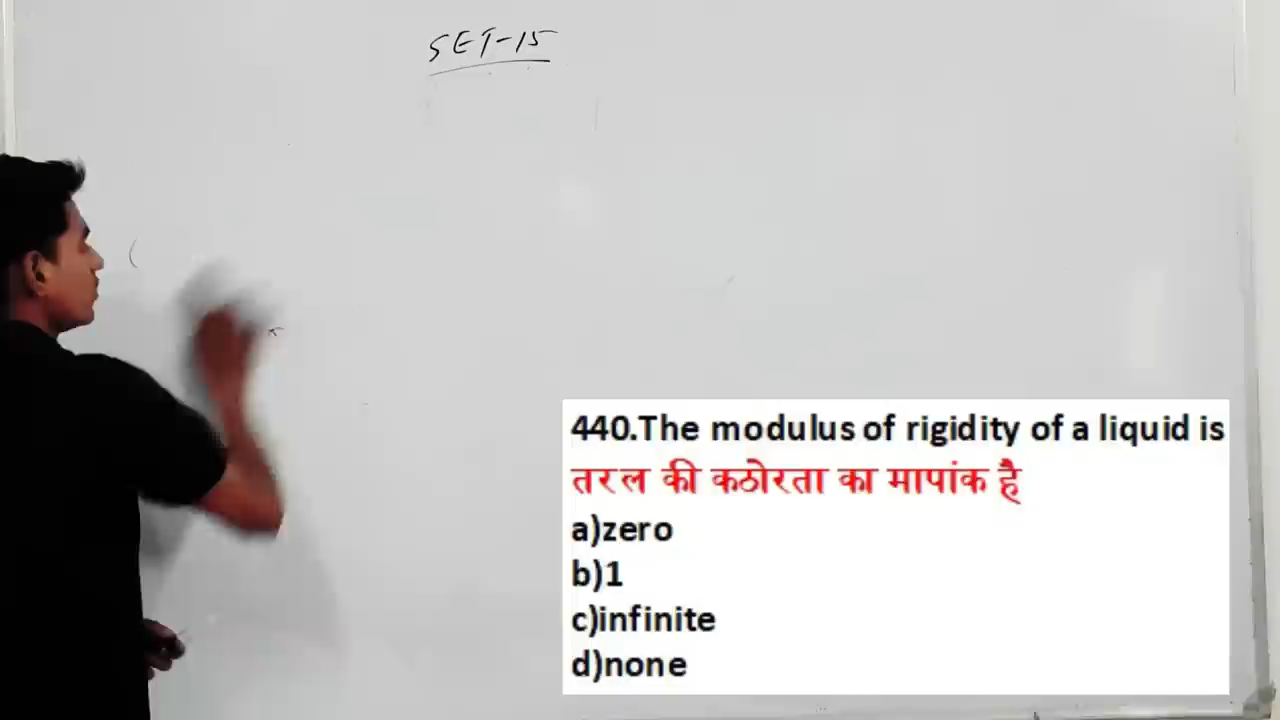 SET-15
440.The modulus of rigidity of a liquid is
तरल की कठोरता का मापांक है
a)zero
b)1
c)infinite
d)none